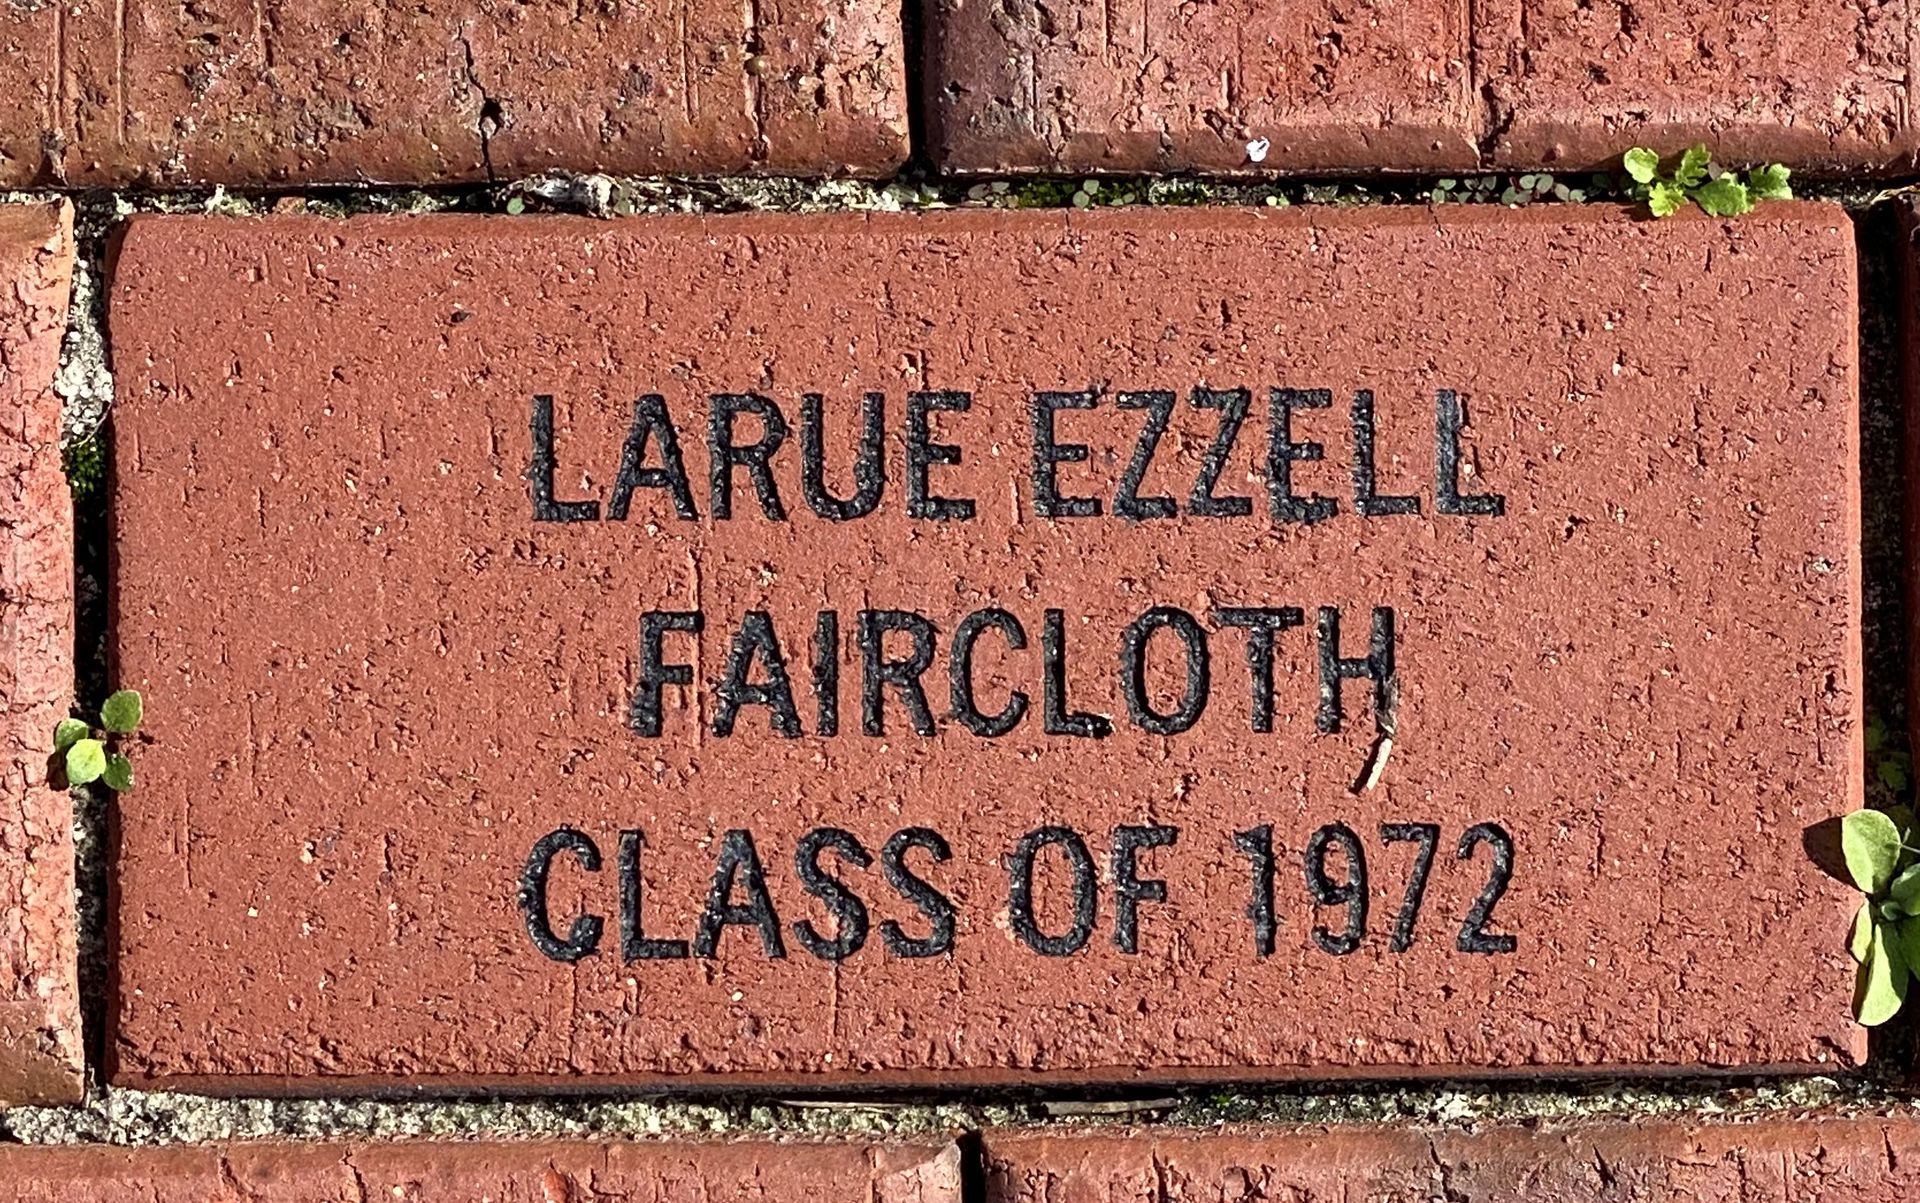 LARUE EZZELL
FAIRCLOTH
CLASS OF 1972